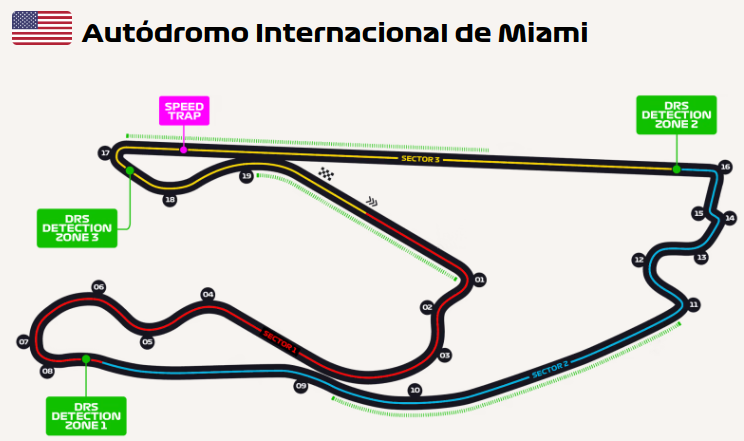 Autódromo Internacional de Miami
SPEED
TRAP
DRS
DETECTION
ZONE 2
17
SECTOR 3
16
19
18
15
14
DRS
DETECTION
ZONE 3
13
12
01
06
04
02
11
07
05
SECTOR 1
03
08
SECTOR 2
09
10
DRS
DETECTION
ZONE 1